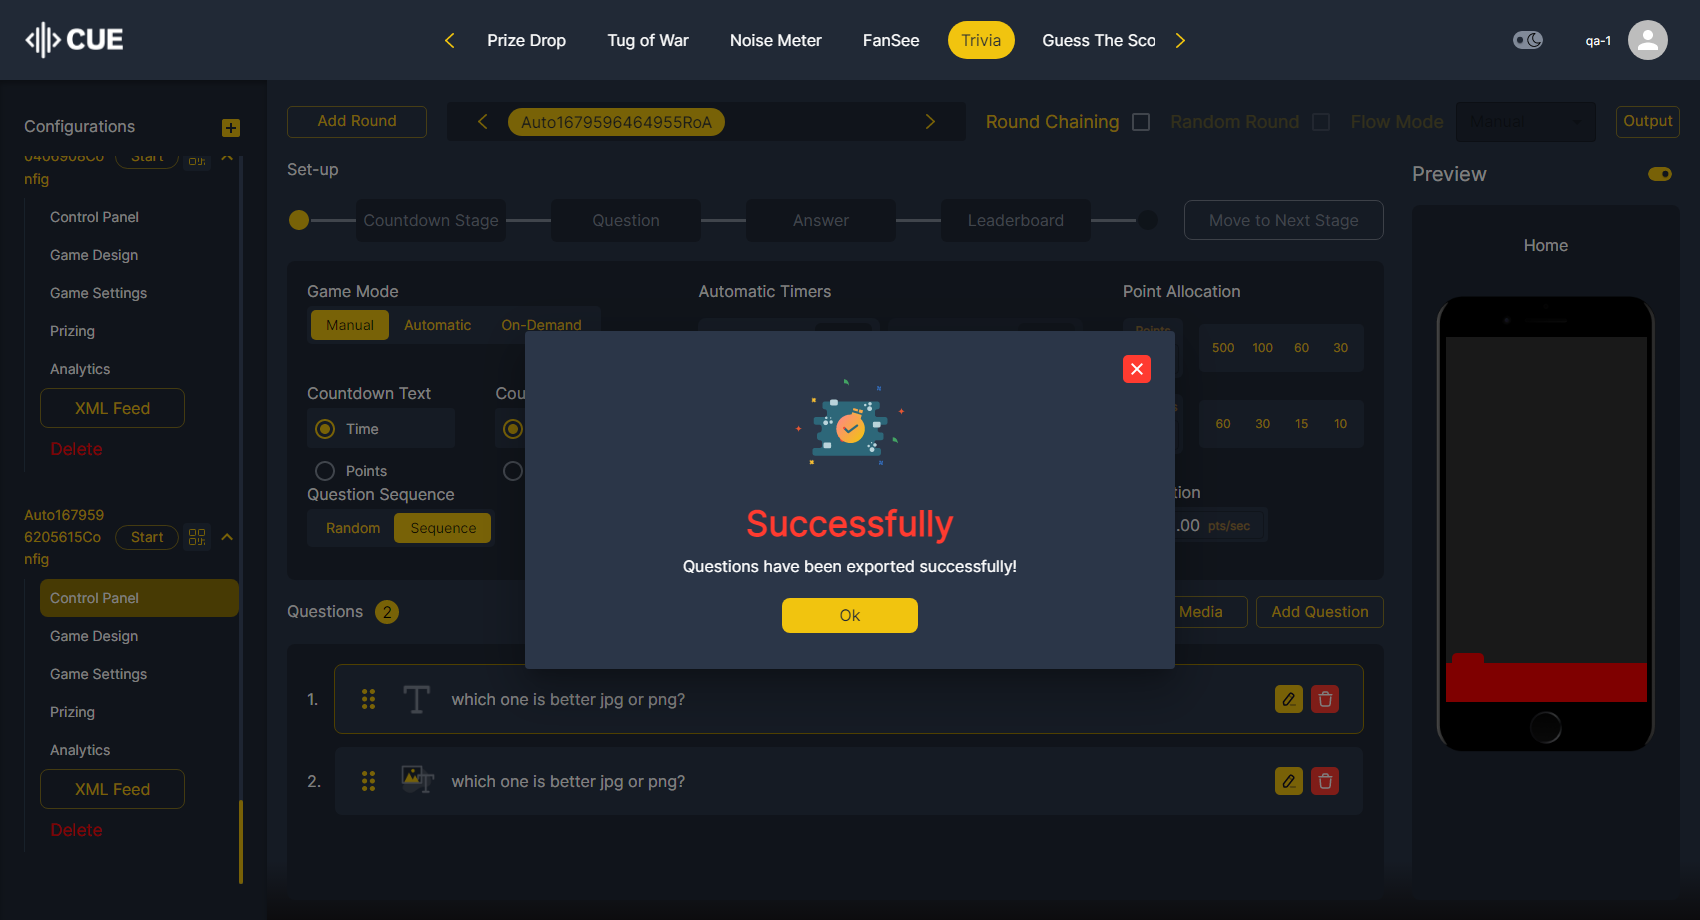 CUE
Prize Drop
Tug of War
Noise Meter
FanSee
Trivia
Guess The Sco
qa-1
Configurations
Add Round
Auto1679596464955RoA
Round Chaining
Random Round
Flow Mode
Manual
Output
0406908Co
nfig
Start
Control Panel
Game Design
Game Settings
Prizing
Analytics
XML Feed
Delete
Auto167959
6205615Co
nfig
Start
Control Panel
Game Design
Game Settings
Prizing
Analytics
XML Feed
Delete
Set-up
Countdown Stage
Question
Answer
Leaderboard
Move to Next Stage
Preview
Home
Game Mode
Manual
Automatic
On-Demand
Automatic Timers
Point Allocation
Points
500 100 60 30
60 30 15 10
Countdown Text
Time
Points
Cou
Question Sequence
Random
Sequence
tion
.00 pts/sec
Successfully
Questions have been exported successfully!
Ok
Questions 2
Media
Add Question
1. which one is better jpg or png?
2. which one is better jpg or png?